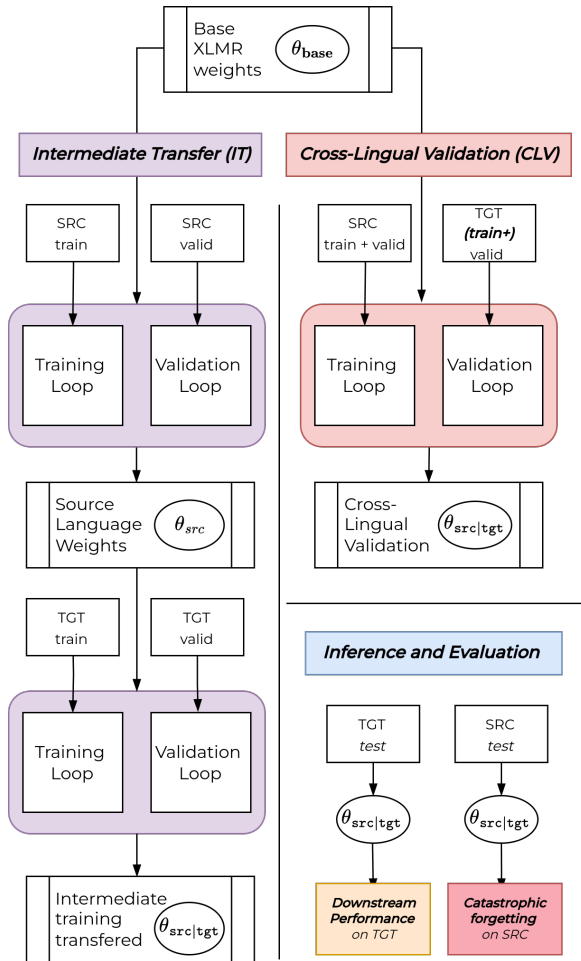 Base
XLMR
weights
θbase
Intermediate Transfer (IT)
Cross-Lingual Validation (CLV)
SRC
train
SRC
valid
SRC
train + valid
TGT
(train+)
valid
Training
Loop
Validation
Loop
Training
Loop
Validation
Loop
Source
Language
Weights
θsrc
Cross-
Lingual
Validation
θsrc|tgt
TGT
train
TGT
valid
Inference and Evaluation
Training
Loop
Validation
Loop
TGT
test
SRC
test
θsrc|tgt
θsrc|tgt
Intermediate
training
transfered
θsrc|tgt
Downstream
Performance
on TGT
Catastrophic
forgetting
on SRC